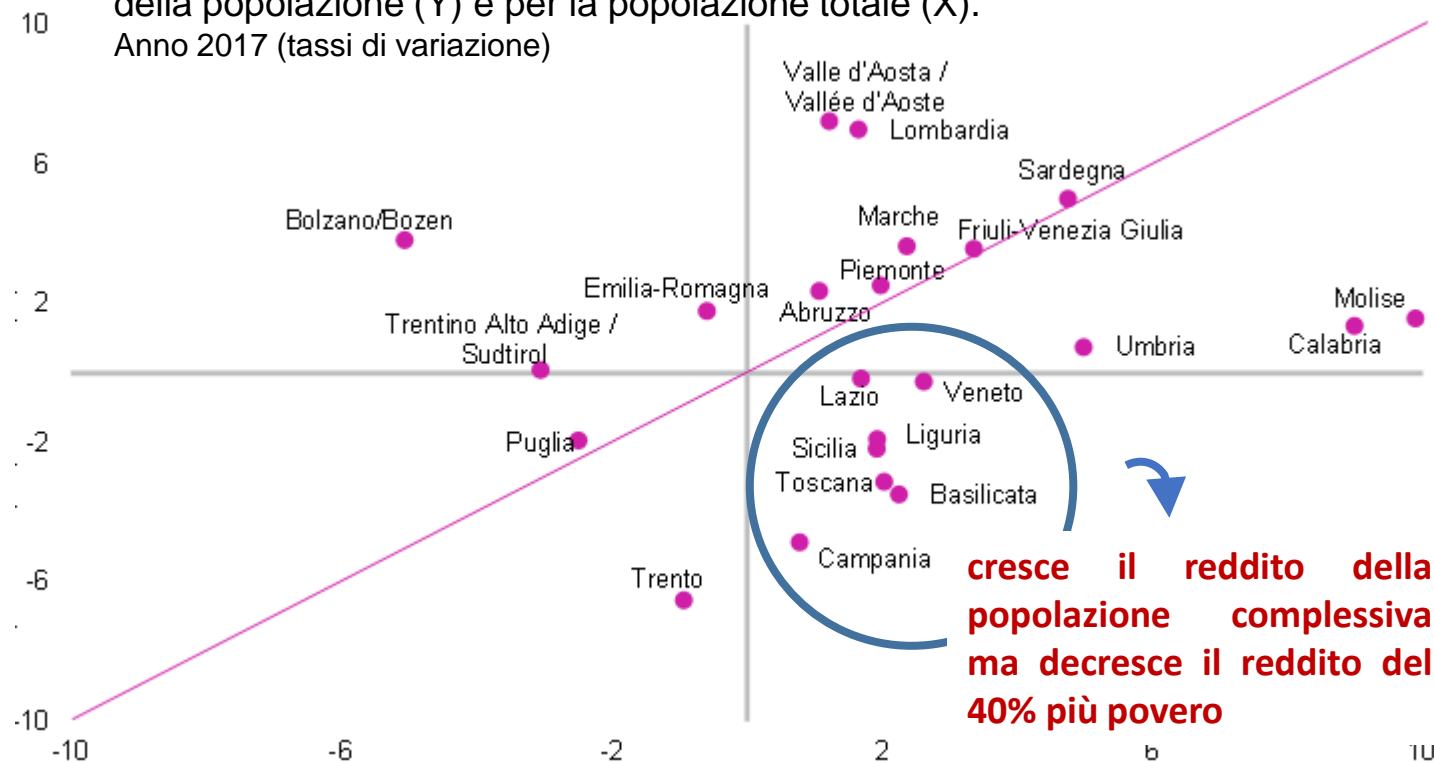 della popolazione (Y) e per la popolazione totale (X).
Anno 2017 (tassi di variazione)
10
6
2
-2
-6
-10
Valle d'Aosta /
Vallée d'Aoste
Lombardia
Sardegna
Bolzano/Bozen
Marche
Friuli-Venezia Giulia
Piemonte
Emilia-Romagna
Abruzzo
Molise
Trentino Alto Adige /
Sudtirol
Umbria
Calabria
Lazio
Veneto
Puglia
Liguria
Sicilia
Toscana
Basilicata
Campania
Trento
cresce il reddito della
popolazione complessiva
ma decresce il reddito del
40% più povero
-10
-6
-2
2
6
10